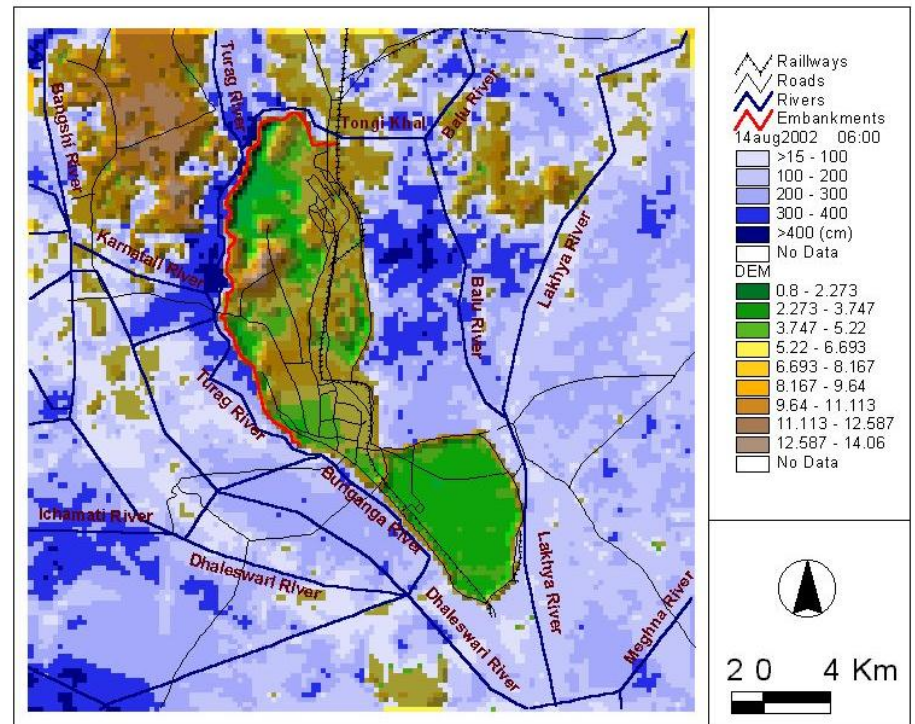 Turag River
Bangshi River
Tongi Khal
Balu River
Karnatali River
Lakhya River
Balu River
Turag River
Buriganga River
Ichamati River
Dhaleswari River
Dhaleswari River
Lakhya River
Meghna River
Raillways
Roads
Rivers
Embankments
14aug2002 06:00
>15 - 100
100 - 200
200 - 300
300 - 400
>400 (cm)
No Data
DEM
0.8 - 2.273
2.273 - 3.747
3.747 - 5.22
5.22 - 6.693
6.693 - 8.167
8.167 - 9.64
9.64 - 11.113
11.113 - 12.587
12.587 - 14.06
No Data
2 0 4 Km